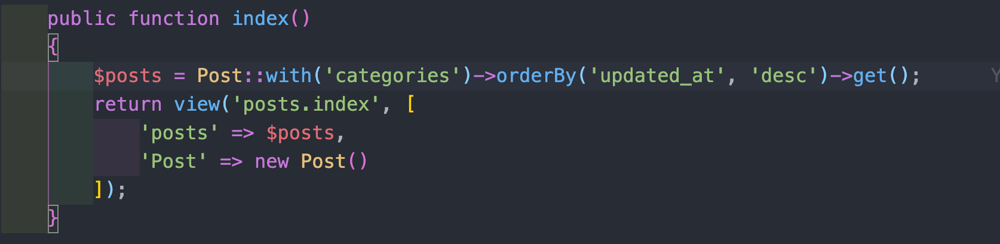 public function index()
{
$posts = Post::with('categories')->orderBy('updated_at', 'desc')->get();
return view('posts.index', [
'posts' => $posts,
'Post' => new Post()
]);
}